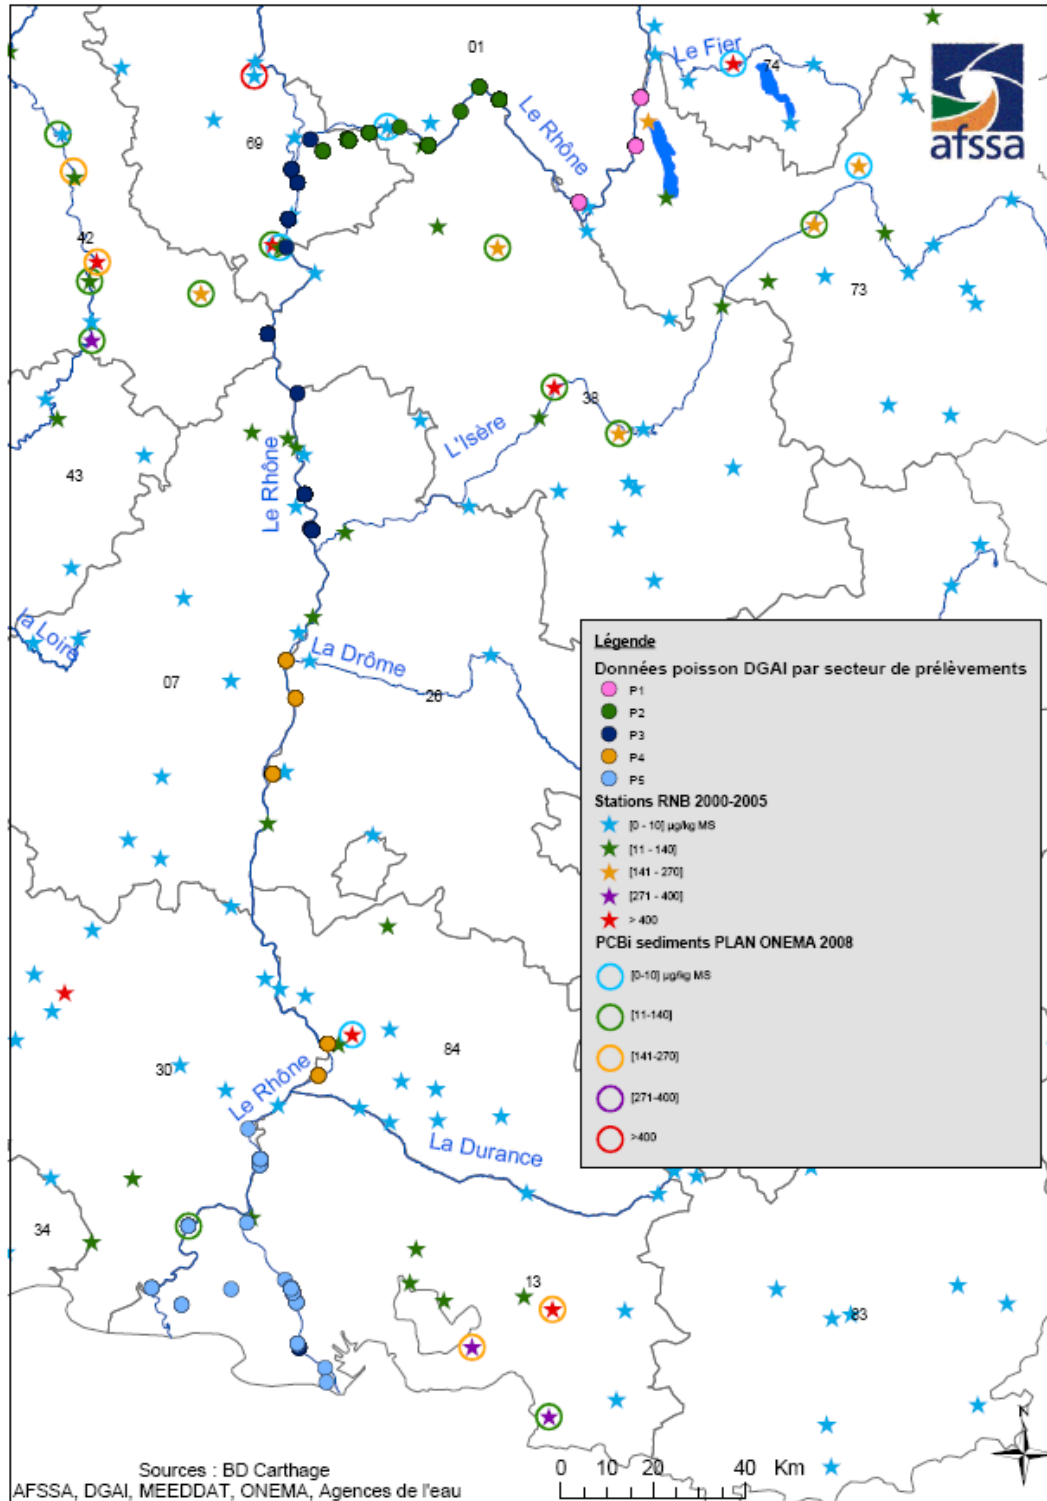 01
Le Fier
74
afssa
Le Rhône
69
42
73
38
L'Isère
Le Rhône
43
la Loire
La Drôme
07
26
Légende
Données poisson DGAI par secteur de prélèvements
P1
P2
P3
P4
P5
Stations RNB 2000-2005
[0 - 10] µg/kg MS
[11 - 140]
[141 - 270]
[271 - 400]
> 400
PCBi sediments PLAN ONEMA 2008
[0-10] µg/kg MS
[11-140]
[141-270]
[271-400]
>400
84
30
Le Rhône
La Durance
34
13
83
N
Sources : BD Carthage
AFSSA, DGAI, MEEDDAT, ONEMA, Agences de l'eau
0 10 20 40 Km